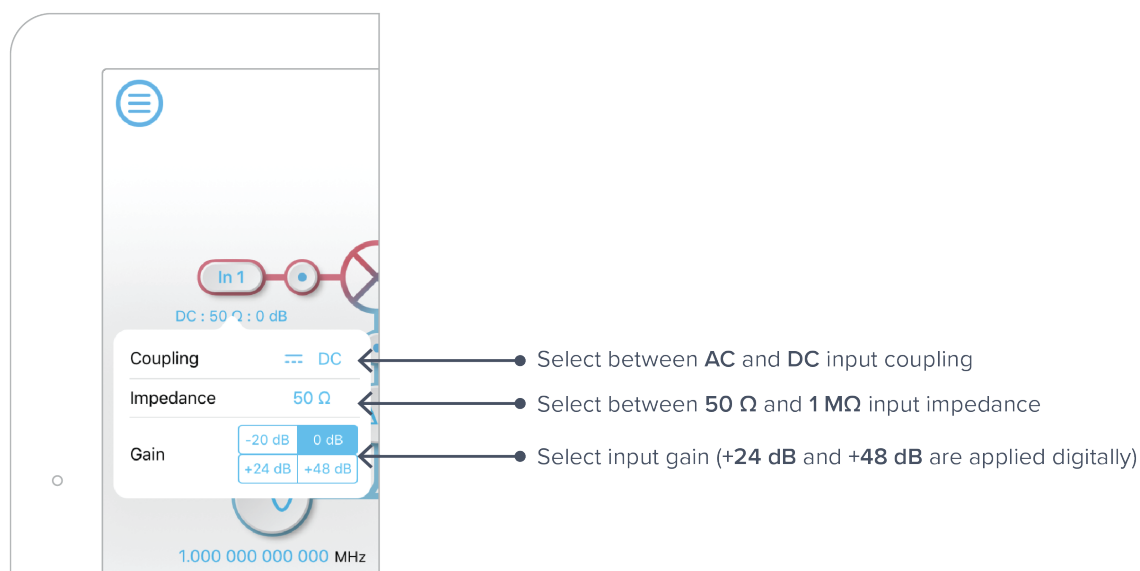 In 1
DC : 50 Ω : 0 dB
Coupling DC
Select between AC and DC input coupling
Impedance 50 Ω
Select between 50 Ω and 1 MΩ input impedance
Gain
-20 dB 0 dB
+24 dB +48 dB
Select input gain (+24 dB and +48 dB are applied digitally)
1.000 000 000 000 MHz